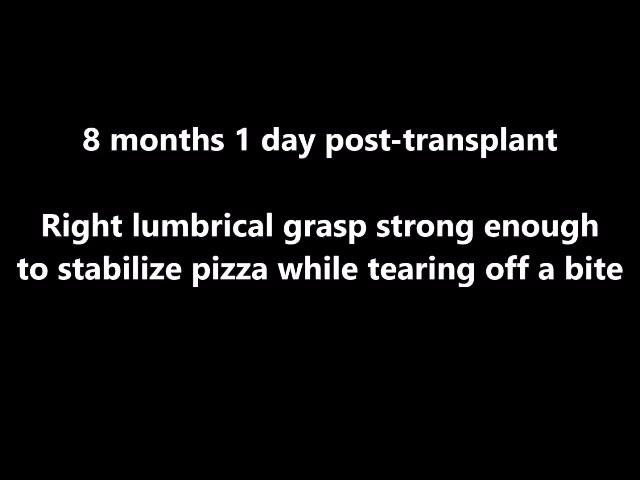 8 months 1 day post-transplant
Right lumbrical grasp strong enough
to stabilize pizza while tearing off a bite